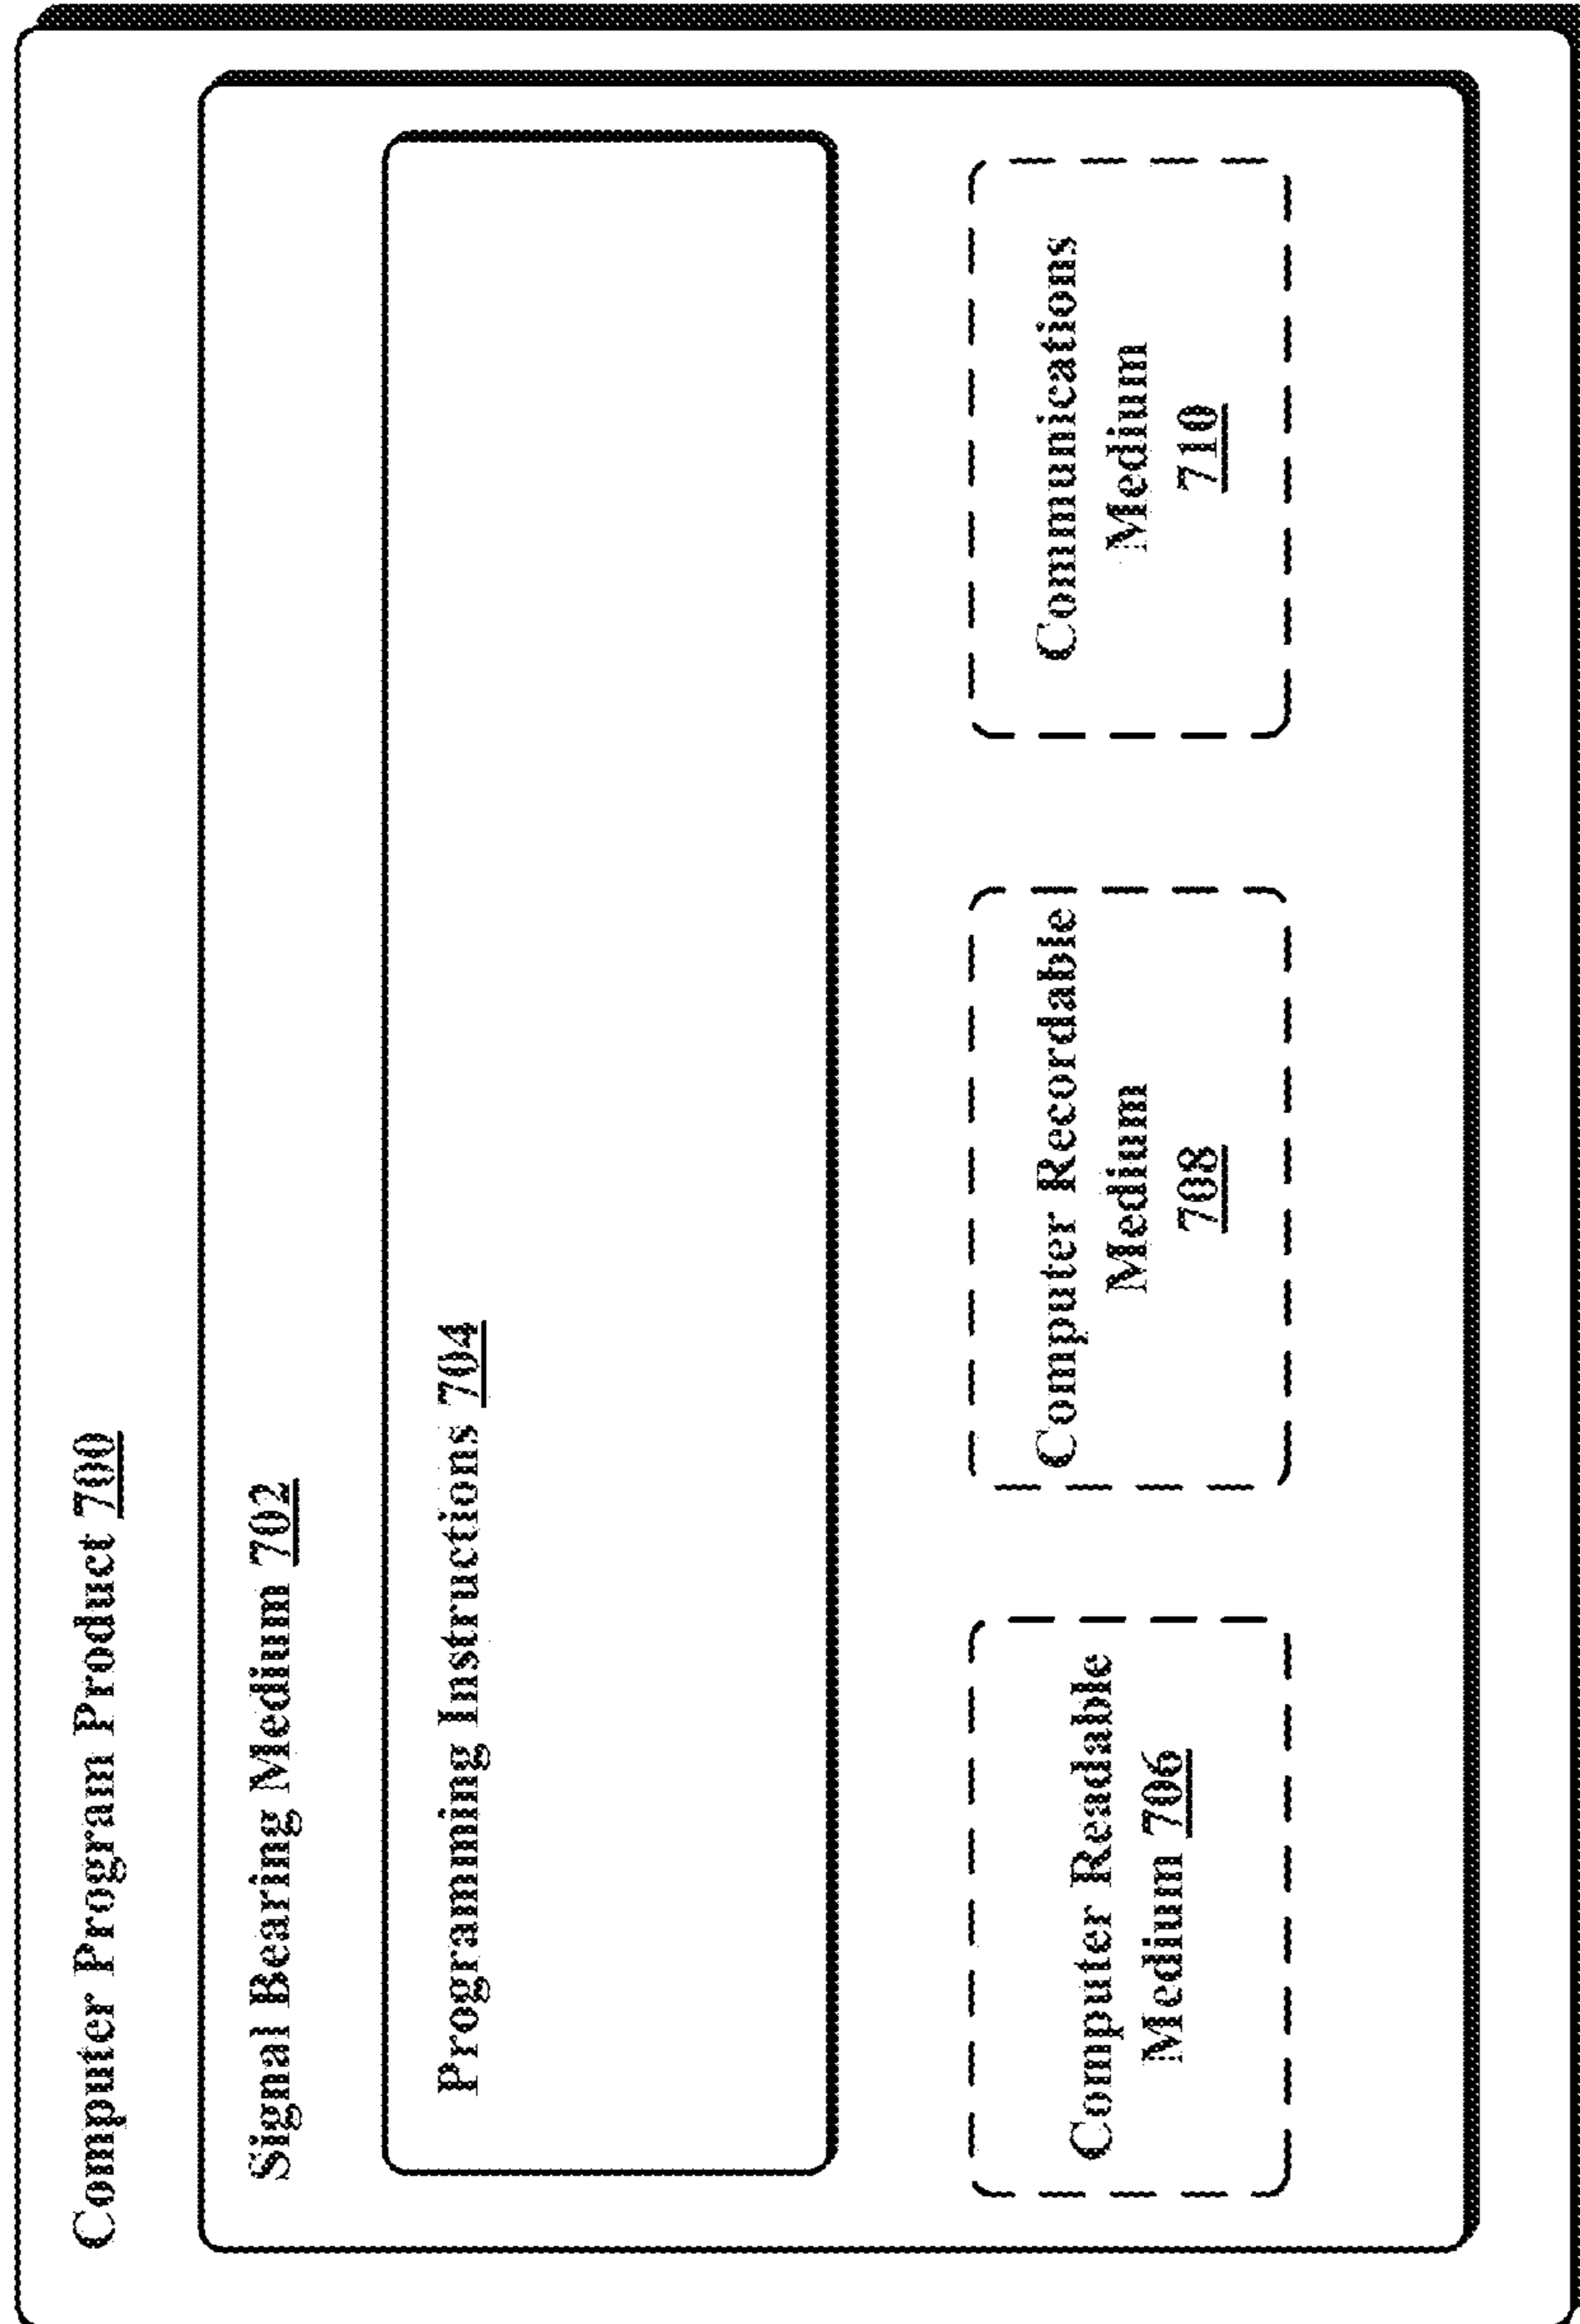 Computer Program Product 700
Signal Bearing Medium 702
Programming Instructions 704
Computer Readable
Medium 706
Computer Recordable
Medium
708
Communications
Medium
710